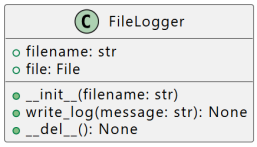 C FileLogger
filename: str
file: File
__init__(filename: str)
write_log(message: str): None
__del__(): None